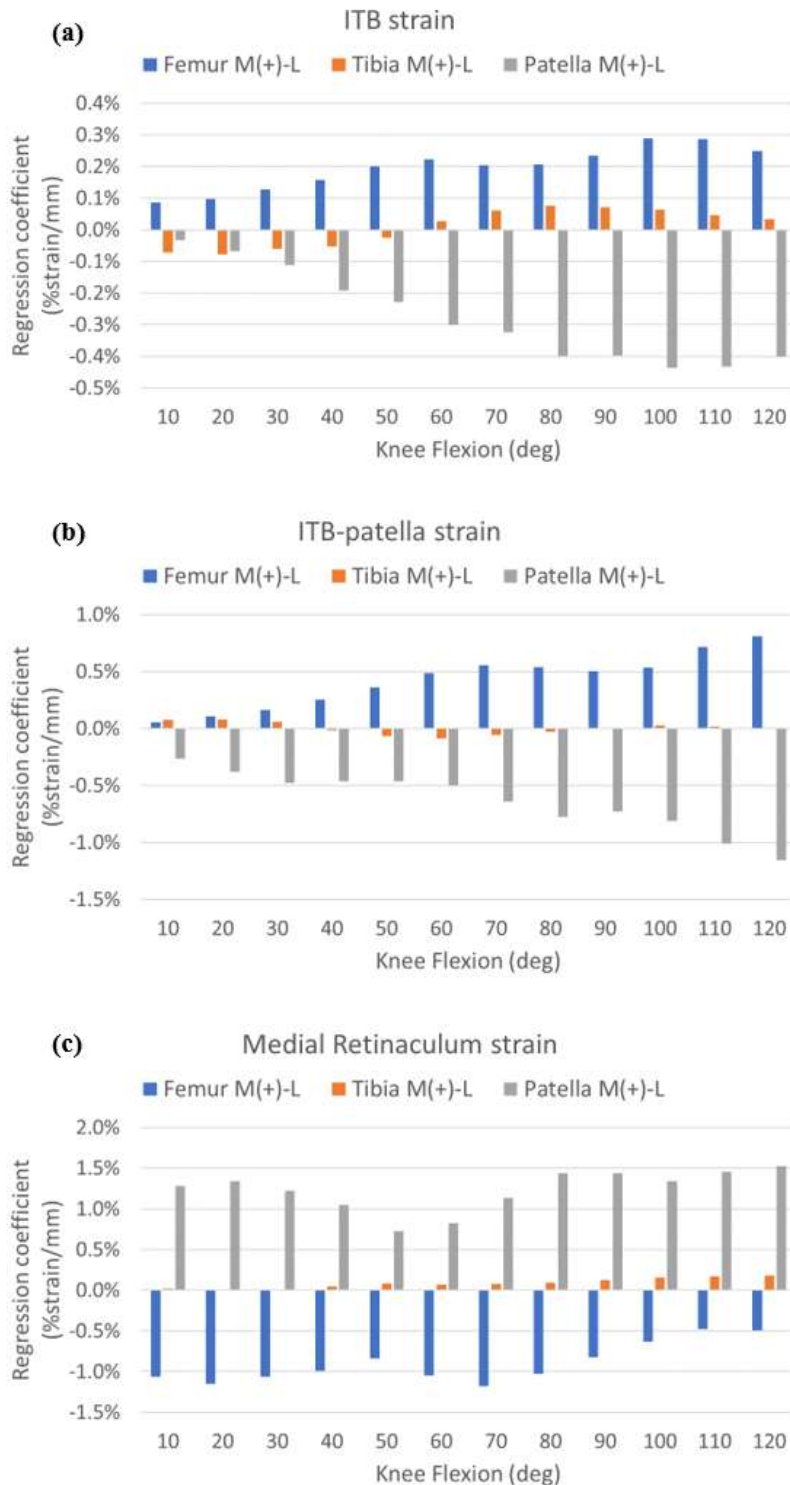 (a)
ITB strain
Femur M(+)-L Tibia M(+)-L Patella M(+)-L
Regression coefficient
(%strain/mm)
0.4%
0.3%
0.2%
0.1%
0.0%
-0.1%
-0.2%
-0.3%
-0.4%
-0.5%
10 20 30 40 50 60 70 80 90 100 110 120
Knee Flexion (deg)
(b)
ITB-patella strain
Femur M(+)-L Tibia M(+)-L Patella M(+)-L
Regression coefficient
(%strain/mm)
1.0%
0.5%
0.0%
-0.5%
-1.0%
-1.5%
10 20 30 40 50 60 70 80 90 100 110 120
Knee Flexion (deg)
(c)
Medial Retinaculum strain
Femur M(+)-L Tibia M(+)-L Patella M(+)-L
Regression coefficient
(%strain/mm)
2.0%
1.5%
1.0%
0.5%
0.0%
-0.5%
-1.0%
-1.5%
10 20 30 40 50 60 70 80 90 100 110 120
Knee Flexion (deg)